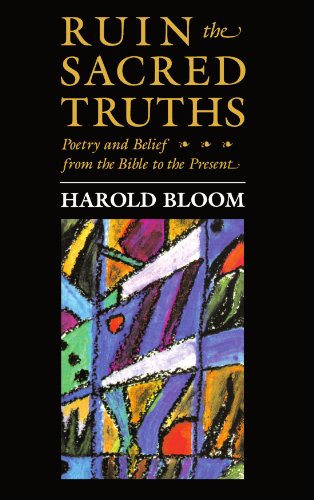 RUIN the
SACRED
TRUTHS
Poetry and Belief
from the Bible to the Present
HAROLD BLOOM